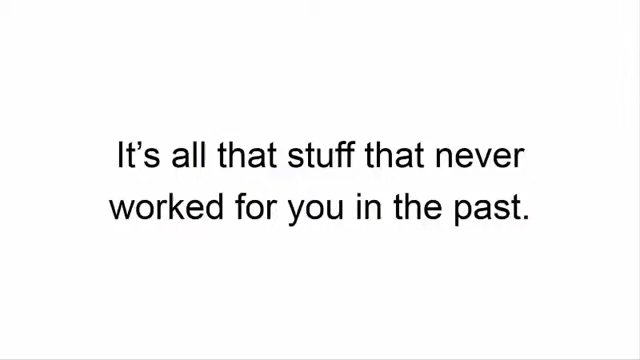 It’s all that stuff that never
worked for you in the past.